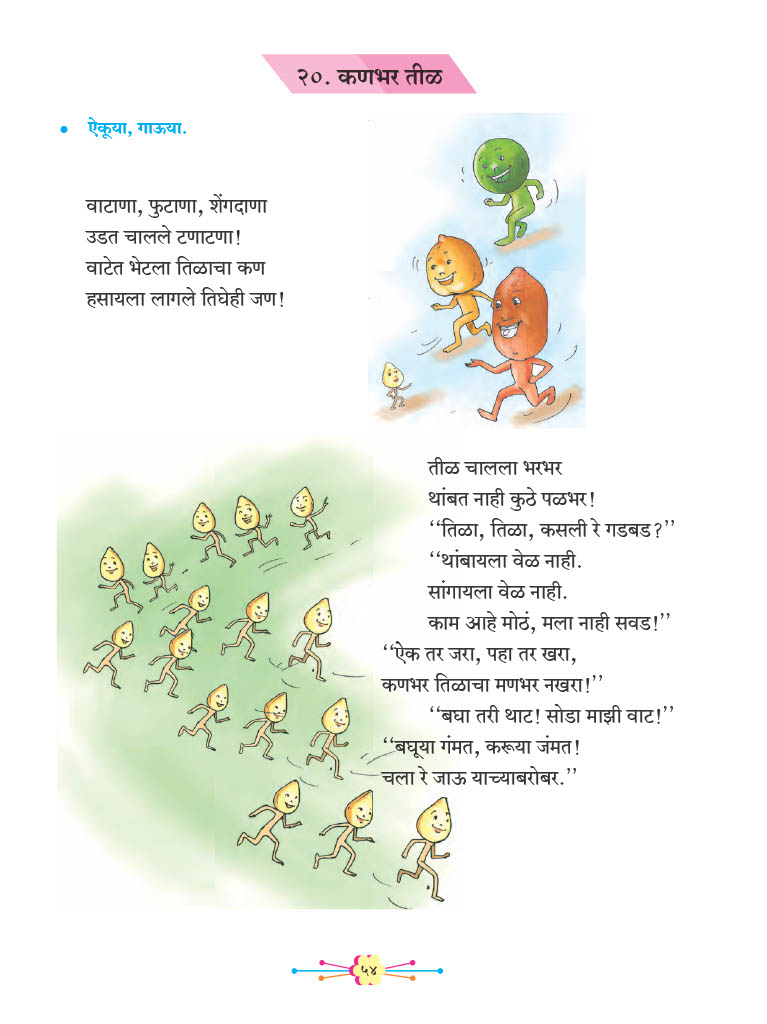 २०. कणभर तीळ
• ऐकूया, गाऊया.
वाटाणा, फुटाणा, शेंगदाणा
उडत चालले टणाटणा!
वाटेत भेटला तिळाचा कण
हसायला लागले तिघेही जण!
तीळ चालला भरभर
थांबत नाही कुठे पळभर!
‘‘तिळा, तिळा, कसली रे गडबड?’’
‘‘थांबायला वेळ नाही.
सांगायला वेळ नाही.
काम आहे मोठं, मला नाही सवड!’’
‘‘ऐक तर जरा, पहा तर खरा,
कणभर तिळाचा मणभर नखरा!’’
‘‘बघा तरी थाट! सोडा माझी वाट!’’
‘‘बघूया गंमत, करूया जंमत!
चला रे जाऊ याच्याबरोबर.’’
५४